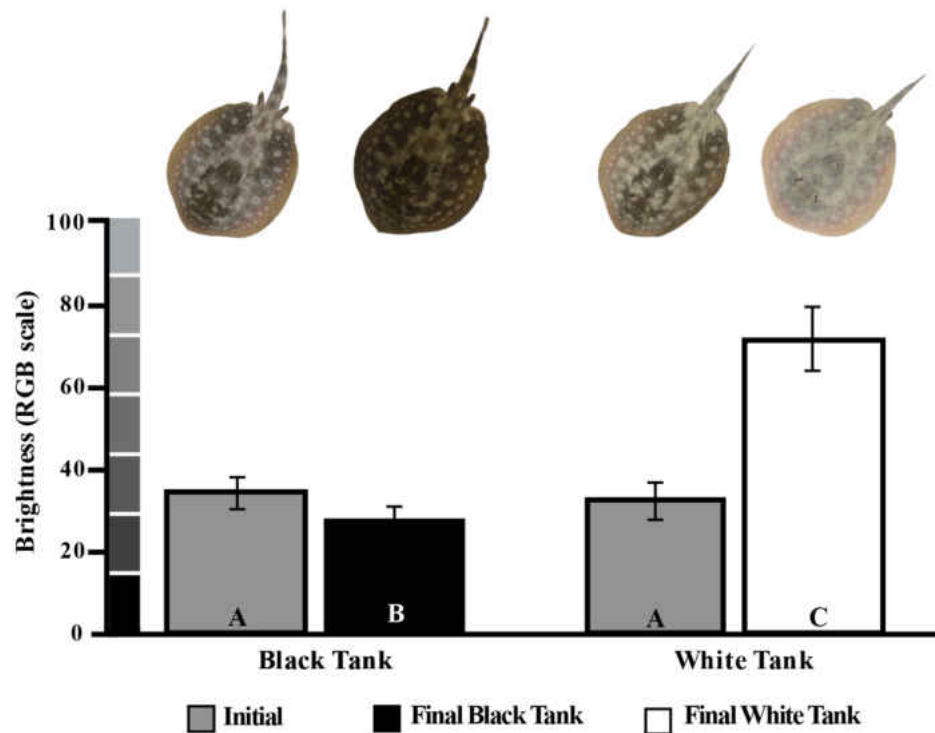 100
80
60
40
20
0
Brightness (RGB scale)
A
B
A
C
Black Tank
White Tank
Initial
Final Black Tank
Final White Tank